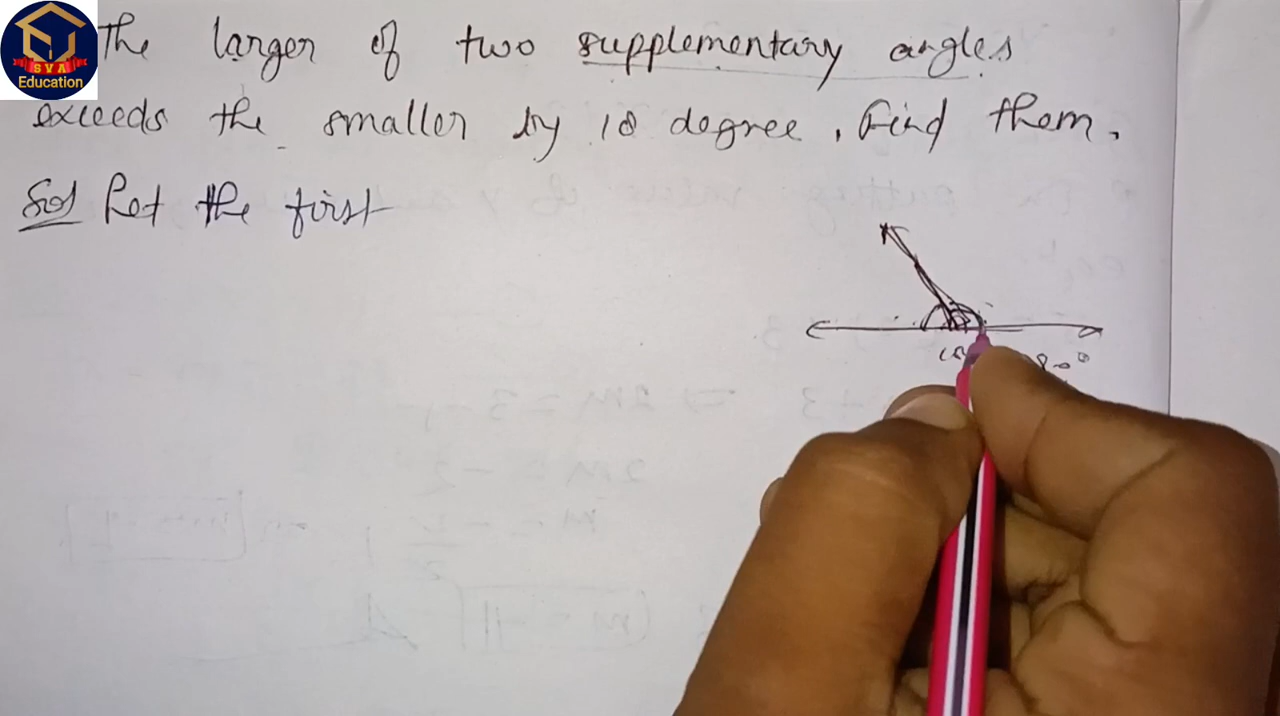 SVA
Education
The larger of two supplementary angles
exceeds the smaller by 18 degree. Find them.
Sol Let the first